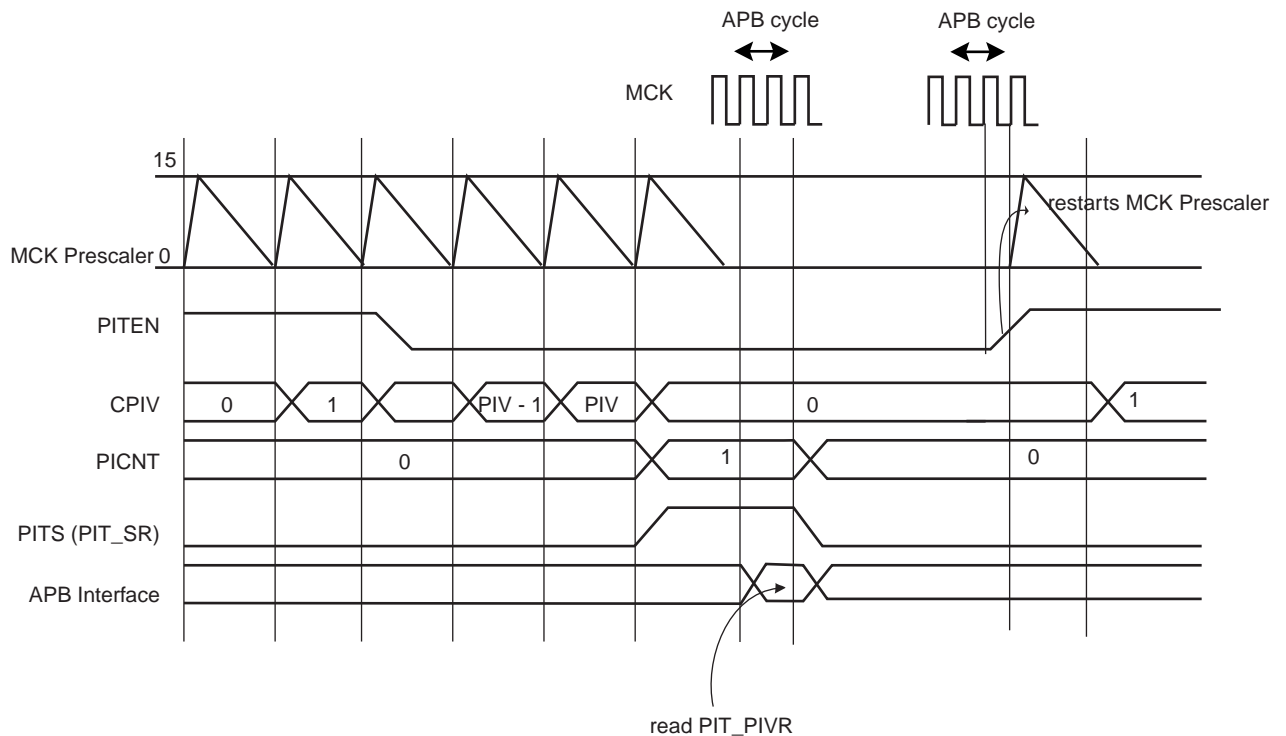 APB cycle
APB cycle
MCK
15
restarts MCK Prescaler
MCK Prescaler 0
PITEN
CPIV
0
1
PIV - 1
PIV
0
1
PICNT
0
1
0
PITS (PIT_SR)
APB Interface
read PIT_PIVR